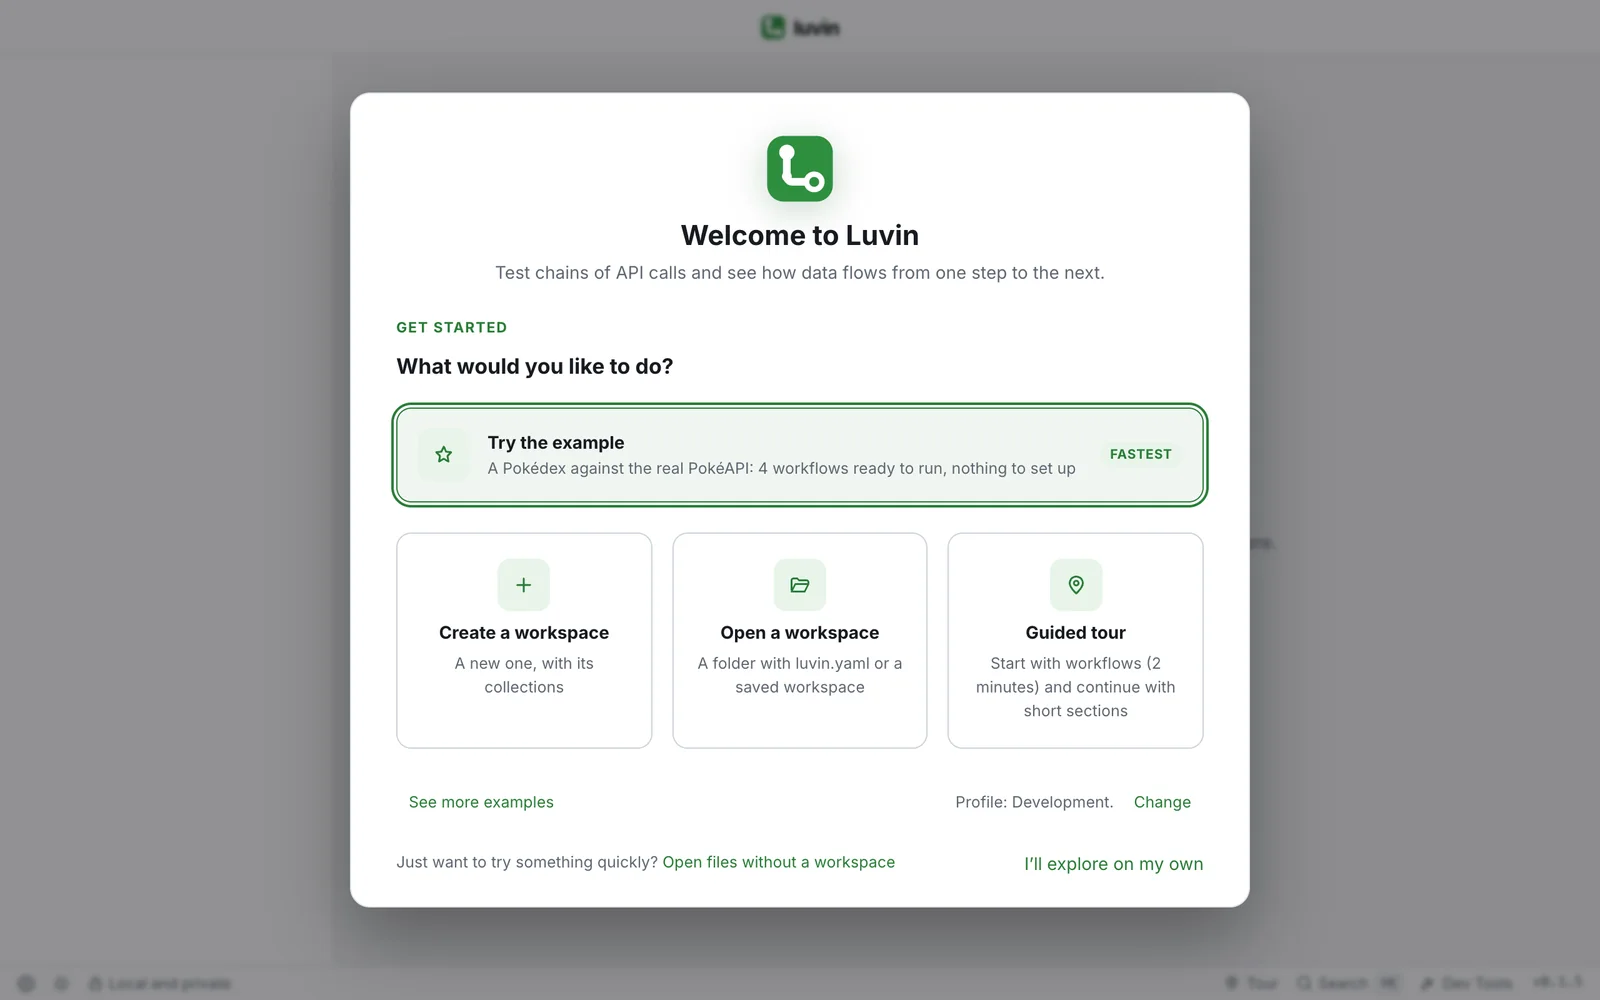 luvin
Welcome to Luvin
Test chains of API calls and see how data flows from one step to the next.
GET STARTED
What would you like to do?
Try the example
A Pokédex against the real PokéAPI: 4 workflows ready to run, nothing to set up
FASTEST
Create a workspace
A new one, with its
collections
Open a workspace
A folder with luvin.yaml or a
saved workspace
Guided tour
Start with workflows (2
minutes) and continue with
short sections
See more examples
Profile: Development. Change
Just want to try something quickly? Open files without a workspace
I’ll explore on my own
Local and private
Tour
Search
Dev Tools